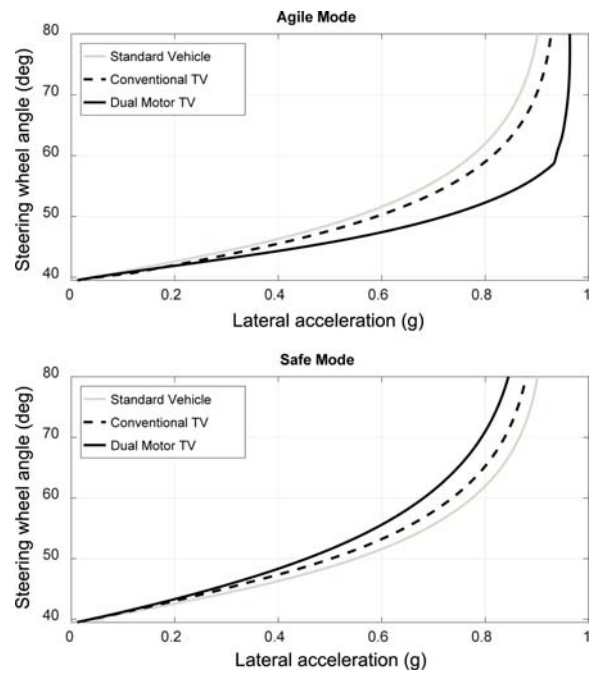 Agile Mode
Steering wheel angle (deg)
80
70
60
50
40
Standard Vehicle
Conventional TV
Dual Motor TV
0 0.2 0.4 0.6 0.8 1
Lateral acceleration (g)
Safe Mode
Steering wheel angle (deg)
80
70
60
50
40
Standard Vehicle
Conventional TV
Dual Motor TV
0 0.2 0.4 0.6 0.8 1
Lateral acceleration (g)